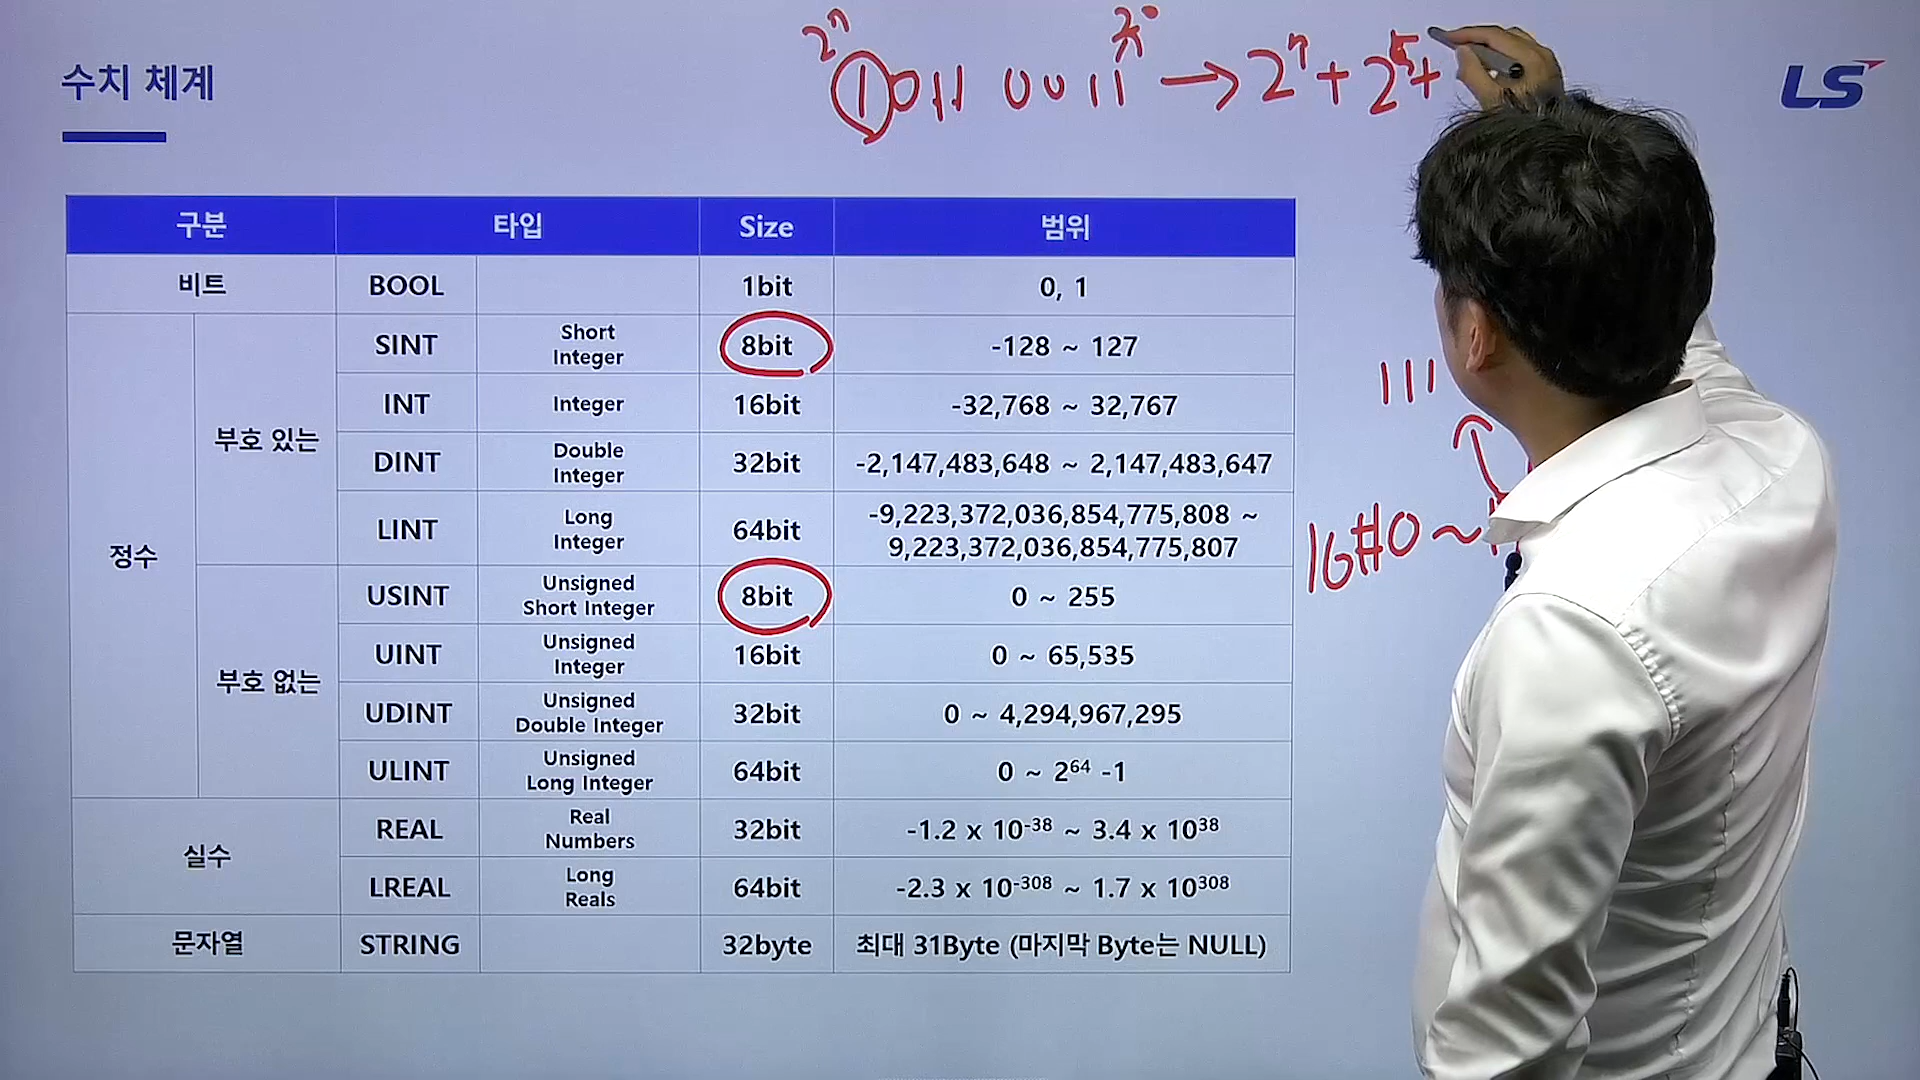 2⁷ 2⁰
1011 0011 → 2⁷ + 2⁵ +
수치 체계
LS
구분 타입 Size 범위
비트 BOOL 1bit 0, 1
정수
부호 있는
SINT Short Integer 8bit -128 ~ 127
INT Integer 16bit -32,768 ~ 32,767
DINT Double Integer 32bit -2,147,483,648 ~ 2,147,483,647
LINT Long Integer 64bit -9,223,372,036,854,775,808 ~ 9,223,372,036,854,775,807
부호 없는
USINT Unsigned Short Integer 8bit 0 ~ 255
UINT Unsigned Integer 16bit 0 ~ 65,535
UDINT Unsigned Double Integer 32bit 0 ~ 4,294,967,295
ULINT Unsigned Long Integer 64bit 0 ~ 2⁶⁴ -1
실수
REAL Real Numbers 32bit -1.2 x 10⁻³⁸ ~ 3.4 x 10³⁸
LREAL Long Reals 64bit -2.3 x 10⁻³⁰⁸ ~ 1.7 x 10³⁰⁸
문자열 STRING 32byte 최대 31Byte (마지막 Byte는 NULL)
111
16#0 ~